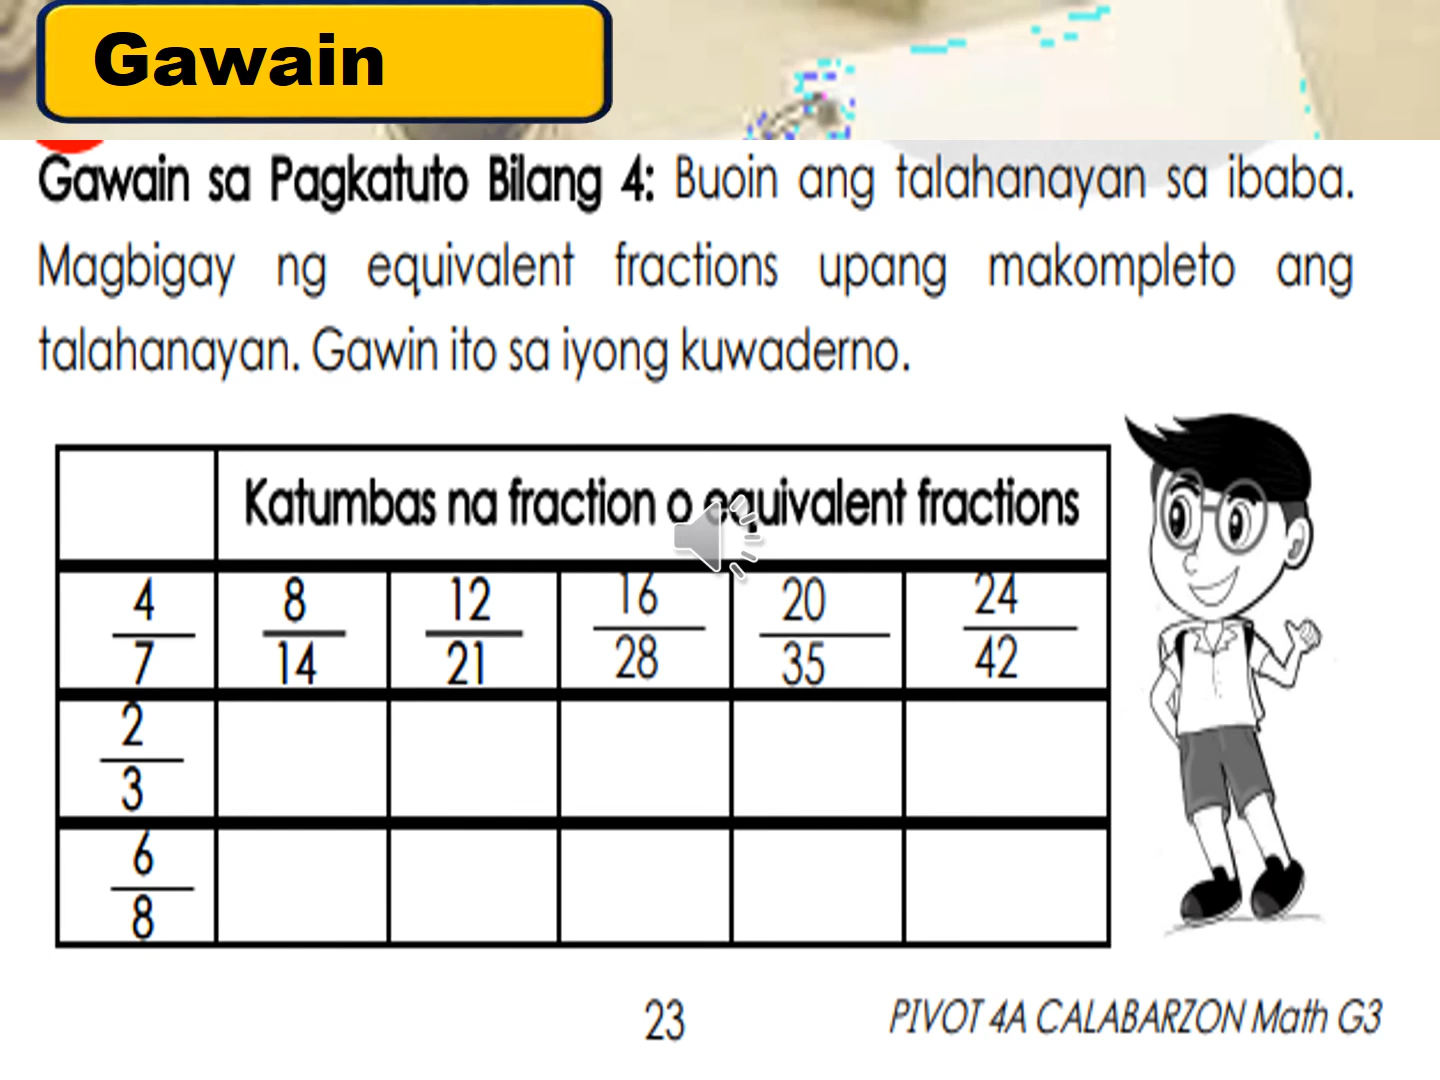 Gawain
Gawain sa Pagkatuto Bilang 4: Buoin ang talahanayan sa ibaba.
Magbigay ng equivalent fractions upang makompleto ang
talahanayan. Gawin ito sa iyong kuwaderno.
Katumbas na fraction o equivalent fractions
4 8 12 16 20 24
7 14 21 28 35 42
2
3
6
8
23 PIVOT 4A CALABARZON Math G3